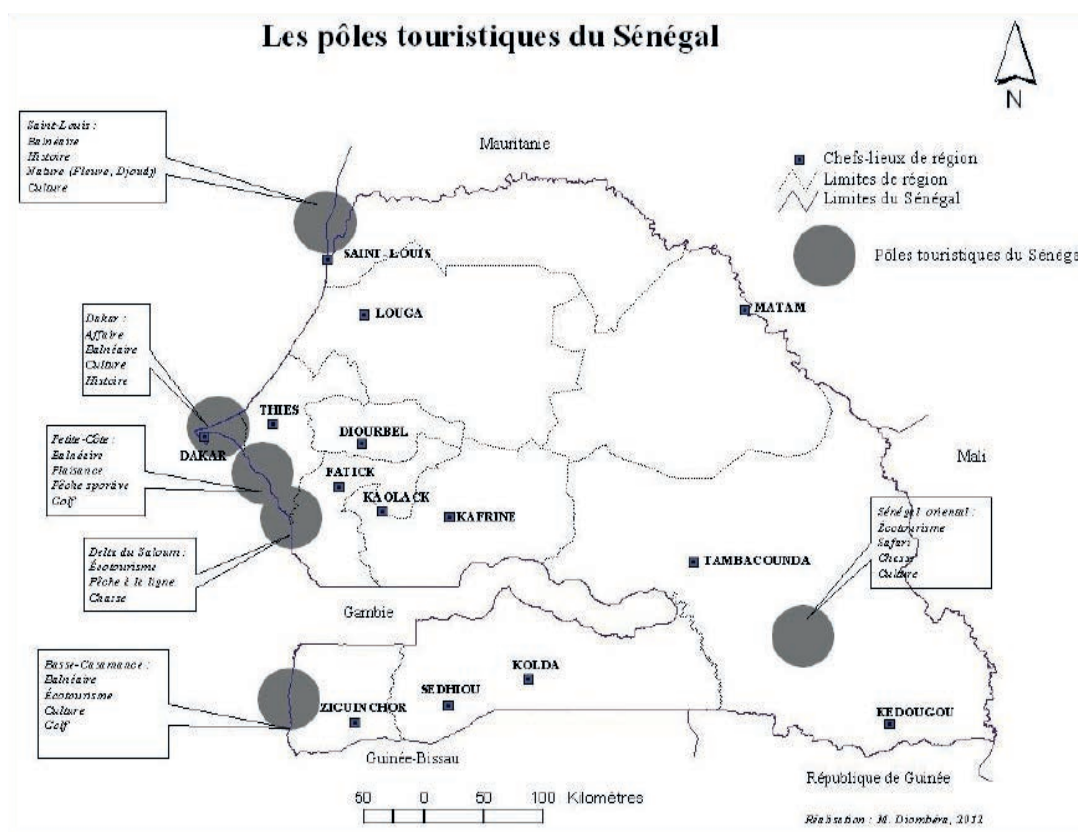 Les pôles touristiques du Sénégal
N
Saint-Louis :
Balnéaire
Histoire
Nature (Fleuve, Djoudj)
Culture
Mauritanie
Chefs-lieux de région
Limites de région
Limites du Sénégal
Pôles touristiques du Sénéga
SAINT-LOUIS
LOUGA
MATAM
Dakar :
Affaire
Balnéaire
Culture
Histoire
THIES
DIOURBEL
DAKAR
Petite-Côte :
Balnéaire
Plaisance
Pêche sportive
Golf
Mali
FATICK
KAOLACK
KAFRINE
Sénégal oriental :
Écotourisme
Safari
Chasse
Culture
Delta du Saloum :
Écotourisme
Pêche à la ligne
Chasse
TAMBACOUNDA
Gambie
Basse-Casamance :
Balnéaire
Écotourisme
Culture
Golf
KOLDA
SEDHIOU
ZIGUINCHOR
KEDOUGOU
Guinée-Bissau
République de Guinée
50 0 50 100 Kilomètres
Réalisation : M. Diombéra, 2012